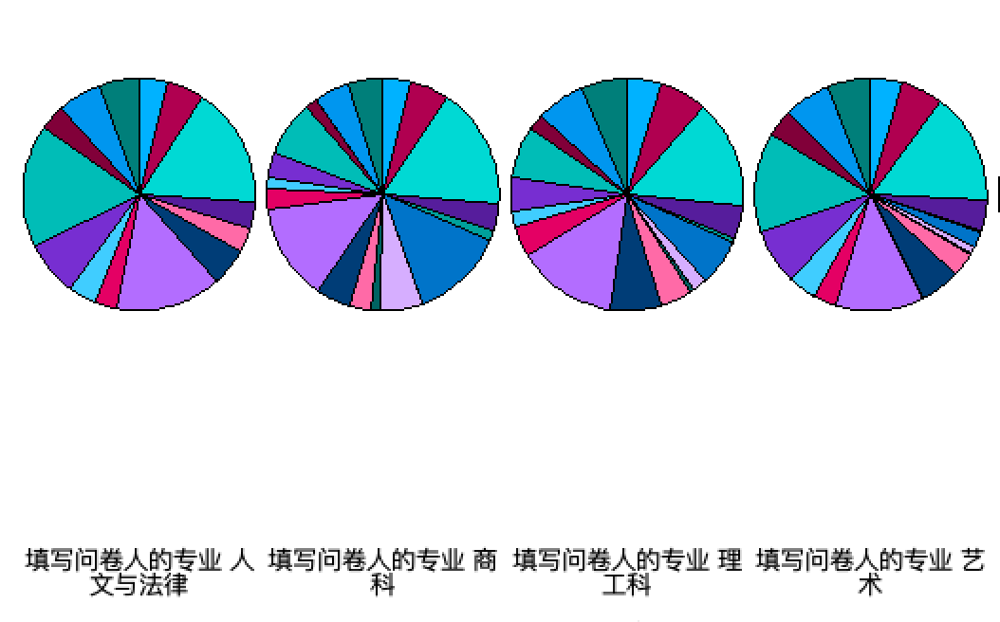 填写问卷人的专业 人
文与法律
填写问卷人的专业 商
科
填写问卷人的专业 理
工科
填写问卷人的专业 艺
术